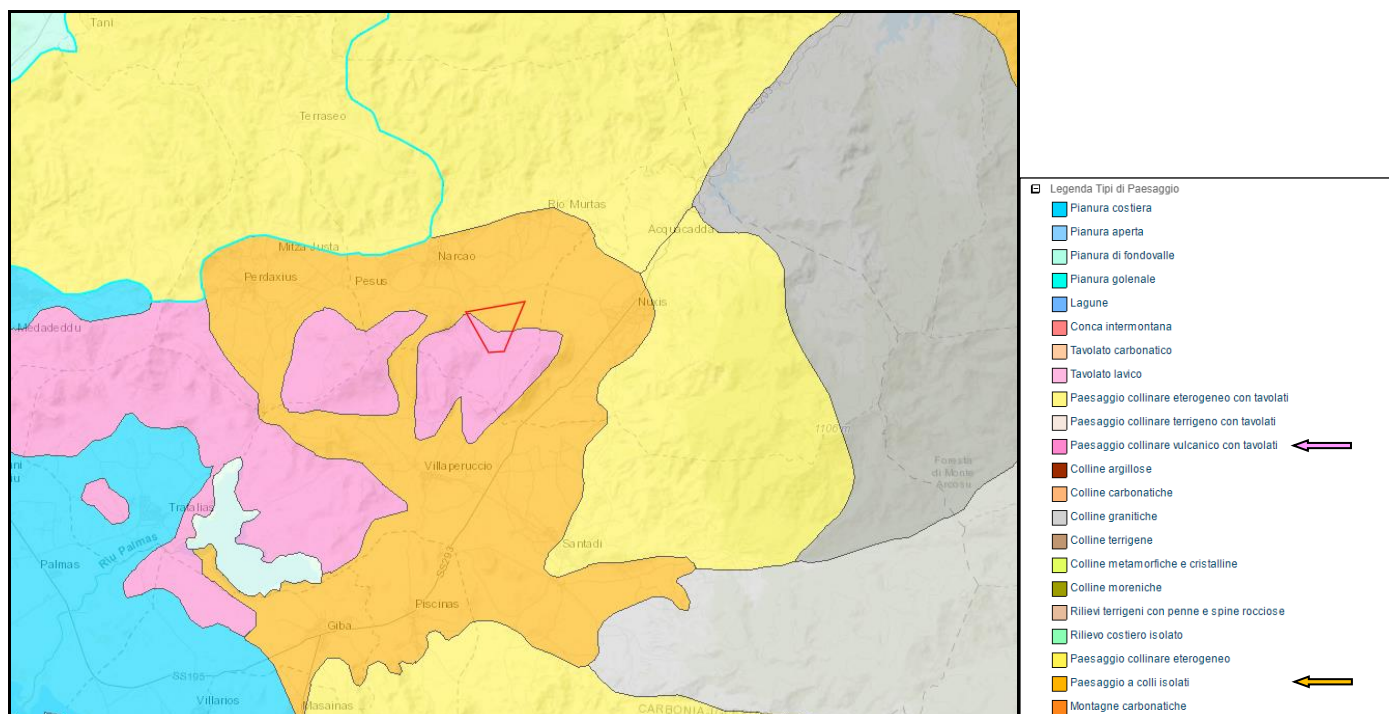 Tani
Terraseo
Rio Murtas
Acquacadda
Mitza Justa
Narcao
Perdaxius
Pesus
Nuxis
Medadeddu
1106 m
Villaperuccio
Foresta
di Monte
Arcosu
Tratalias
Riu Palmas
Palmas
Santadi
SS293
Piscinas
Giba
SS195
Villarios
Masainas
CARBONIA
Legenda Tipi di Paesaggio
Pianura costiera
Pianura aperta
Pianura di fondovalle
Pianura golenale
Lagune
Conca intermontana
Tavolato carbonatico
Tavolato lavico
Paesaggio collinare eterogeneo con tavolati
Paesaggio collinare terrigeno con tavolati
Paesaggio collinare vulcanico con tavolati
Colline argillose
Colline carbonatiche
Colline granitiche
Colline terrigene
Colline metamorfiche e cristalline
Colline moreniche
Rilievi terrigeni con penne e spine rocciose
Rilievo costiero isolato
Paesaggio collinare eterogeneo
Paesaggio a colli isolati
Montagne carbonatiche